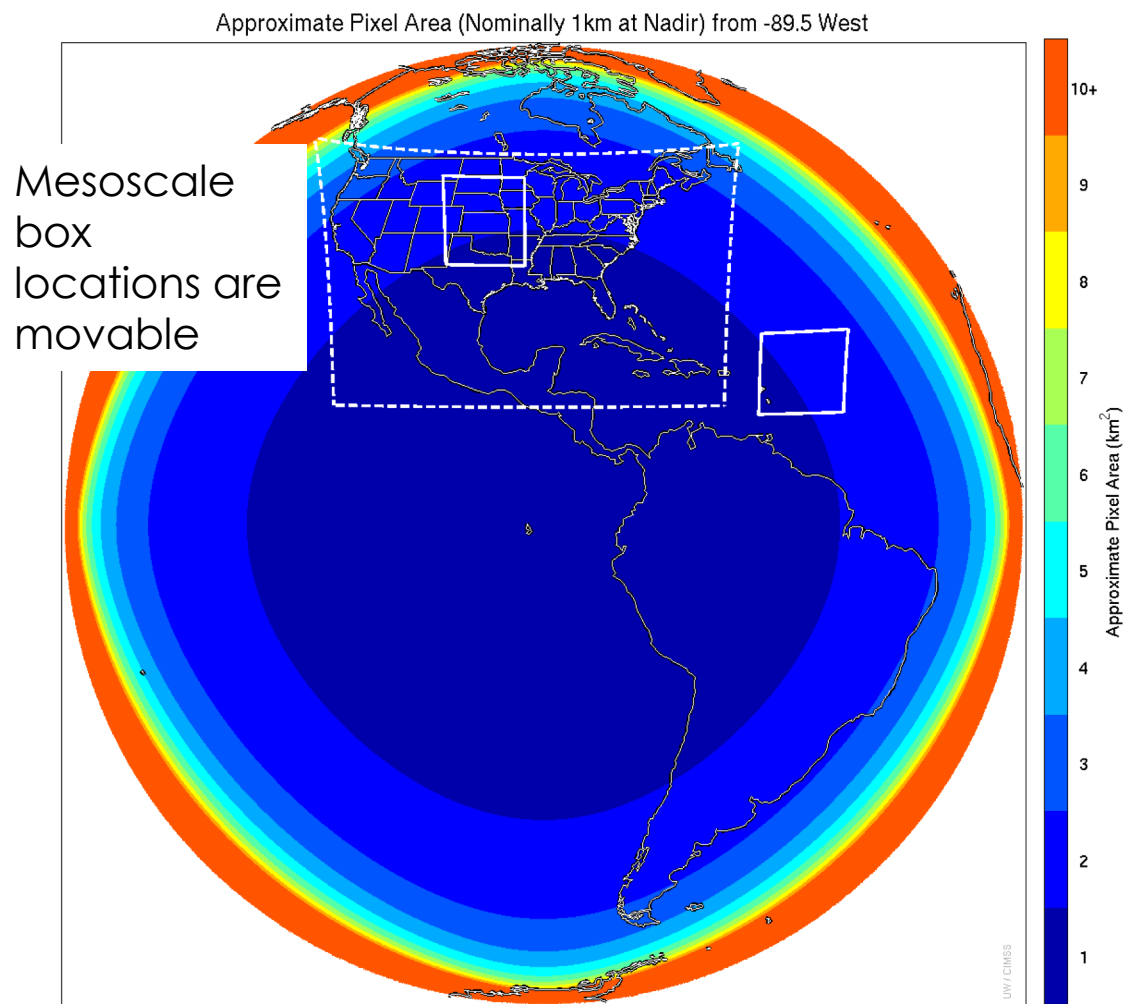 Approximate Pixel Area (Nominally 1km at Nadir) from -89.5 West
Mesoscale
box
locations are
movable
10+
9
8
7
6
5
4
3
2
1
Approximate Pixel Area (km²)
UW / CIMSS